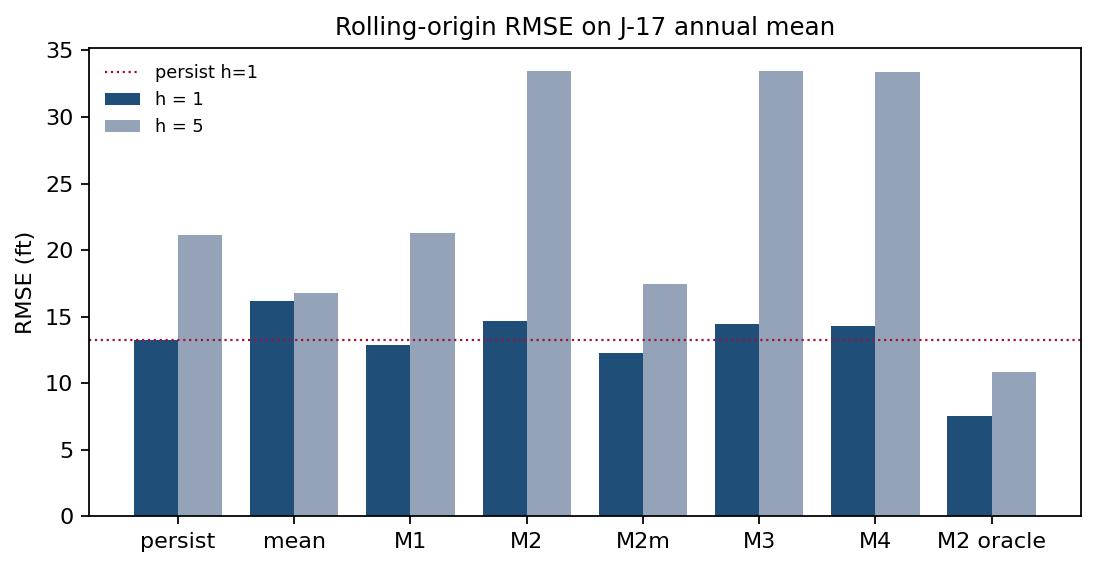 Rolling-origin RMSE on J-17 annual mean
RMSE (ft)
35
30
25
20
15
10
5
0
persist h=1
h = 1
h = 5
persist
mean
M1
M2
M2m
M3
M4
M2 oracle